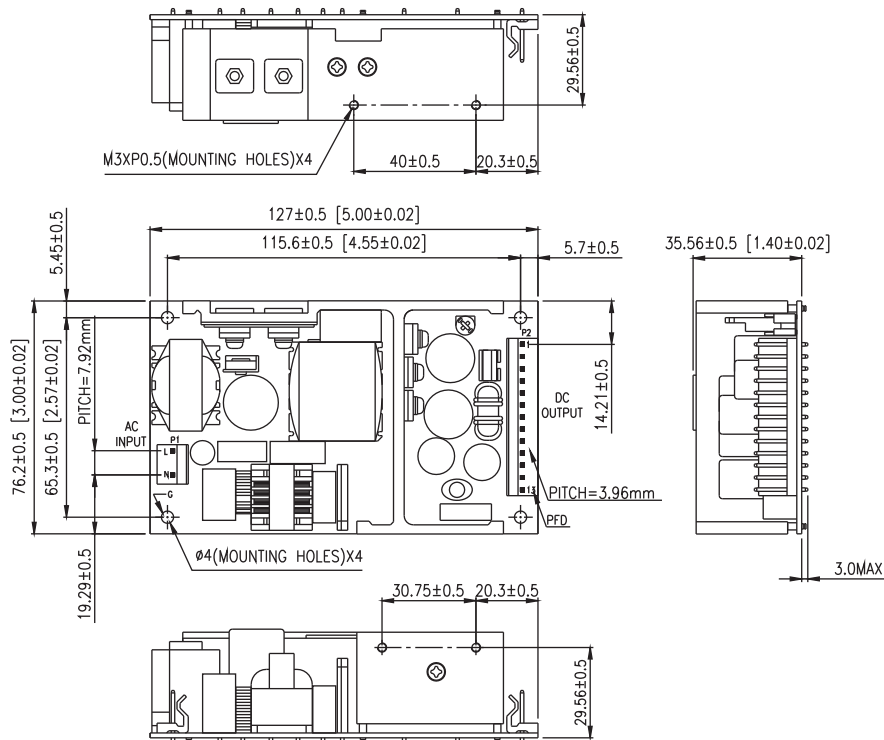 29.56±0.5
M3XP0.5(MOUNTING HOLES)X4
40±0.5
20.3±0.5
127±0.5 [5.00±0.02]
115.6±0.5 [4.55±0.02]
5.7±0.5
35.56±0.5 [1.40±0.02]
5.45±0.5
76.2±0.5 [3.00±0.02]
65.3±0.5 [2.57±0.02]
PITCH=7.92mm
P2
1
14.21±0.5
DC
OUTPUT
AC
INPUT
P1
L
N
G
13
PITCH=3.96mm
PFD
ø4(MOUNTING HOLES)X4
19.29±0.5
3.0MAX
30.75±0.5
20.3±0.5
29.56±0.5